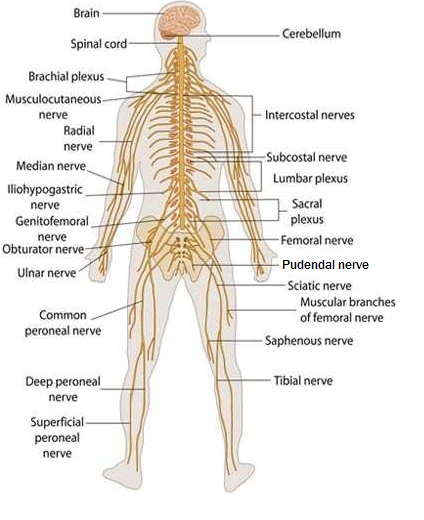 Brain
Spinal cord
Brachial plexus
Musculocutaneous
nerve
Radial
nerve
Median nerve
Iliohypogastric
nerve
Genitofemoral
nerve
Obturator nerve
Ulnar nerve
Common
peroneal nerve
Deep peroneal
nerve
Superficial
peroneal
nerve
Cerebellum
Intercostal nerves
Subcostal nerve
Lumbar plexus
Sacral
plexus
Femoral nerve
Pudendal nerve
Sciatic nerve
Muscular branches
of femoral nerve
Saphenous nerve
Tibial nerve